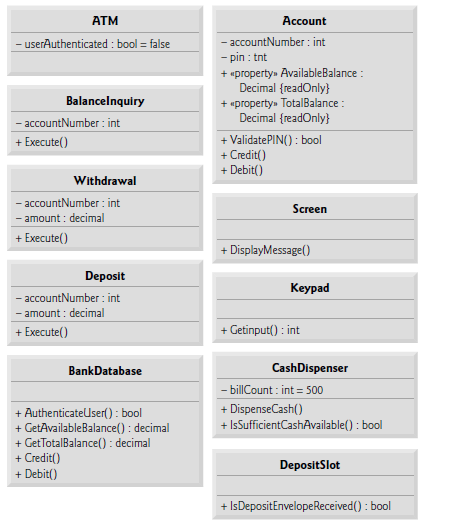 ATM
– userAuthenticated : bool = false
BalanceInquiry
– accountNumber : int
+ Execute()
Withdrawal
– accountNumber : int
– amount : decimal
+ Execute()
Deposit
– accountNumber : int
– amount : decimal
+ Execute()
BankDatabase
+ AuthenticateUser() : bool
+ GetAvailableBalance() : decimal
+ GetTotalBalance() : decimal
+ Credit()
+ Debit()
Account
– accountNumber : int
– pin : tnt
+ «property» AvailableBalance :
Decimal {readOnly}
+ «property» TotalBalance :
Decimal {readOnly}
+ ValidatePIN() : bool
+ Credit()
+ Debit()
Screen
+ DisplayMessage()
Keypad
+ Getinput() : int
CashDispenser
– billCount : int = 500
+ DispenseCash()
+ IsSufficientCashAvailable() : bool
DepositSlot
+ IsDepositEnvelopeReceived() : bool